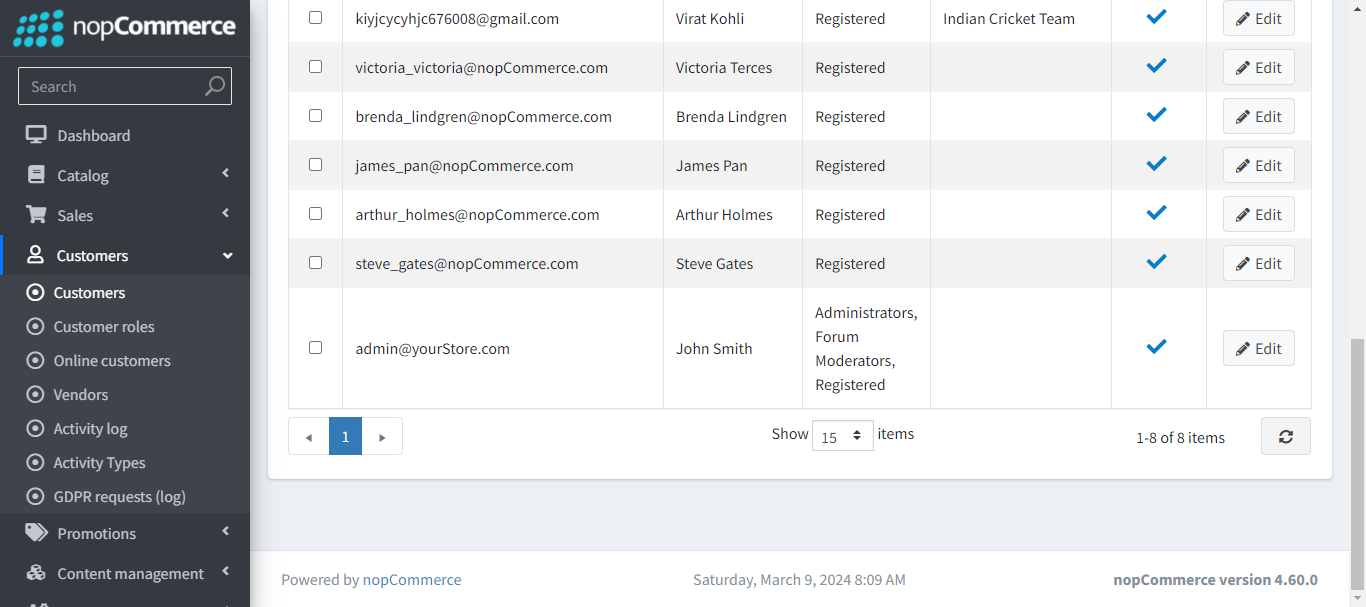 nopCommerce
Search
Dashboard
Catalog
Sales
Customers
Customers
Customer roles
Online customers
Vendors
Activity log
Activity Types
GDPR requests (log)
Promotions
Content management
kiyjcycyhjc676008@gmail.com Virat Kohli Registered Indian Cricket Team Edit
victoria_victoria@nopCommerce.com Victoria Terces Registered Edit
brenda_lindgren@nopCommerce.com Brenda Lindgren Registered Edit
james_pan@nopCommerce.com James Pan Registered Edit
arthur_holmes@nopCommerce.com Arthur Holmes Registered Edit
steve_gates@nopCommerce.com Steve Gates Registered Edit
admin@yourStore.com John Smith Administrators,
Forum
Moderators,
Registered Edit
1 Show 15 items 1-8 of 8 items
Powered by nopCommerce Saturday, March 9, 2024 8:09 AM nopCommerce version 4.60.0